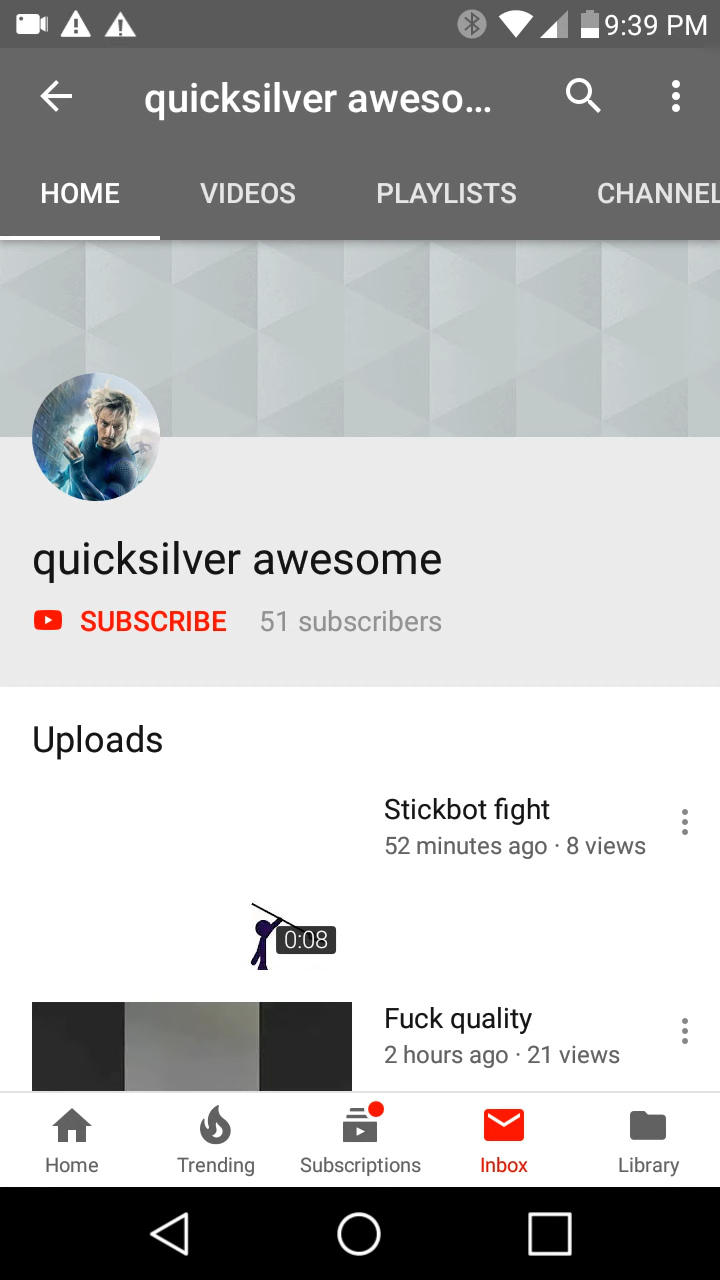 9:39 PM
quicksilver aweso...
HOME VIDEOS PLAYLISTS CHANNEL
quicksilver awesome
SUBSCRIBE 51 subscribers
Uploads
Stickbot fight
52 minutes ago · 8 views
0:08
Fuck quality
2 hours ago · 21 views
Home Trending Subscriptions Inbox Library